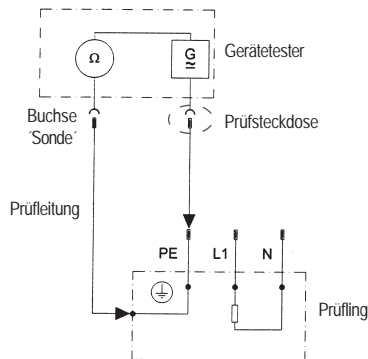 Ω
G
≃
Gerätetester
Buchse
´Sonde´
Prüfsteckdose
Prüfleitung
PE
L1
N
Prüfling